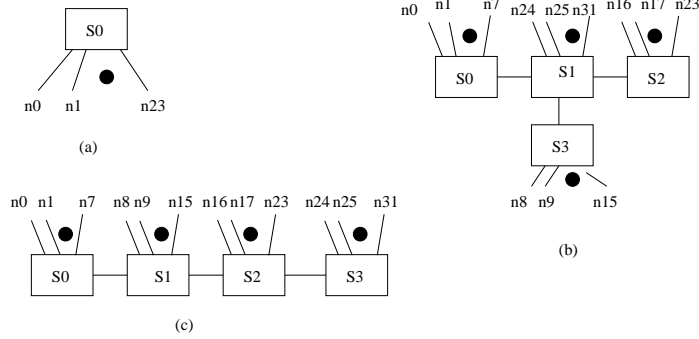 S0
n0 n1 n23
(a)
n0 n1 n7 n24 n25 n31 n16 n17 n23
S0 S1 S2
S3
n8 n9 n15
(b)
n0 n1 n7 n8 n9 n15 n16 n17 n23 n24 n25 n31
S0 S1 S2 S3
(c)